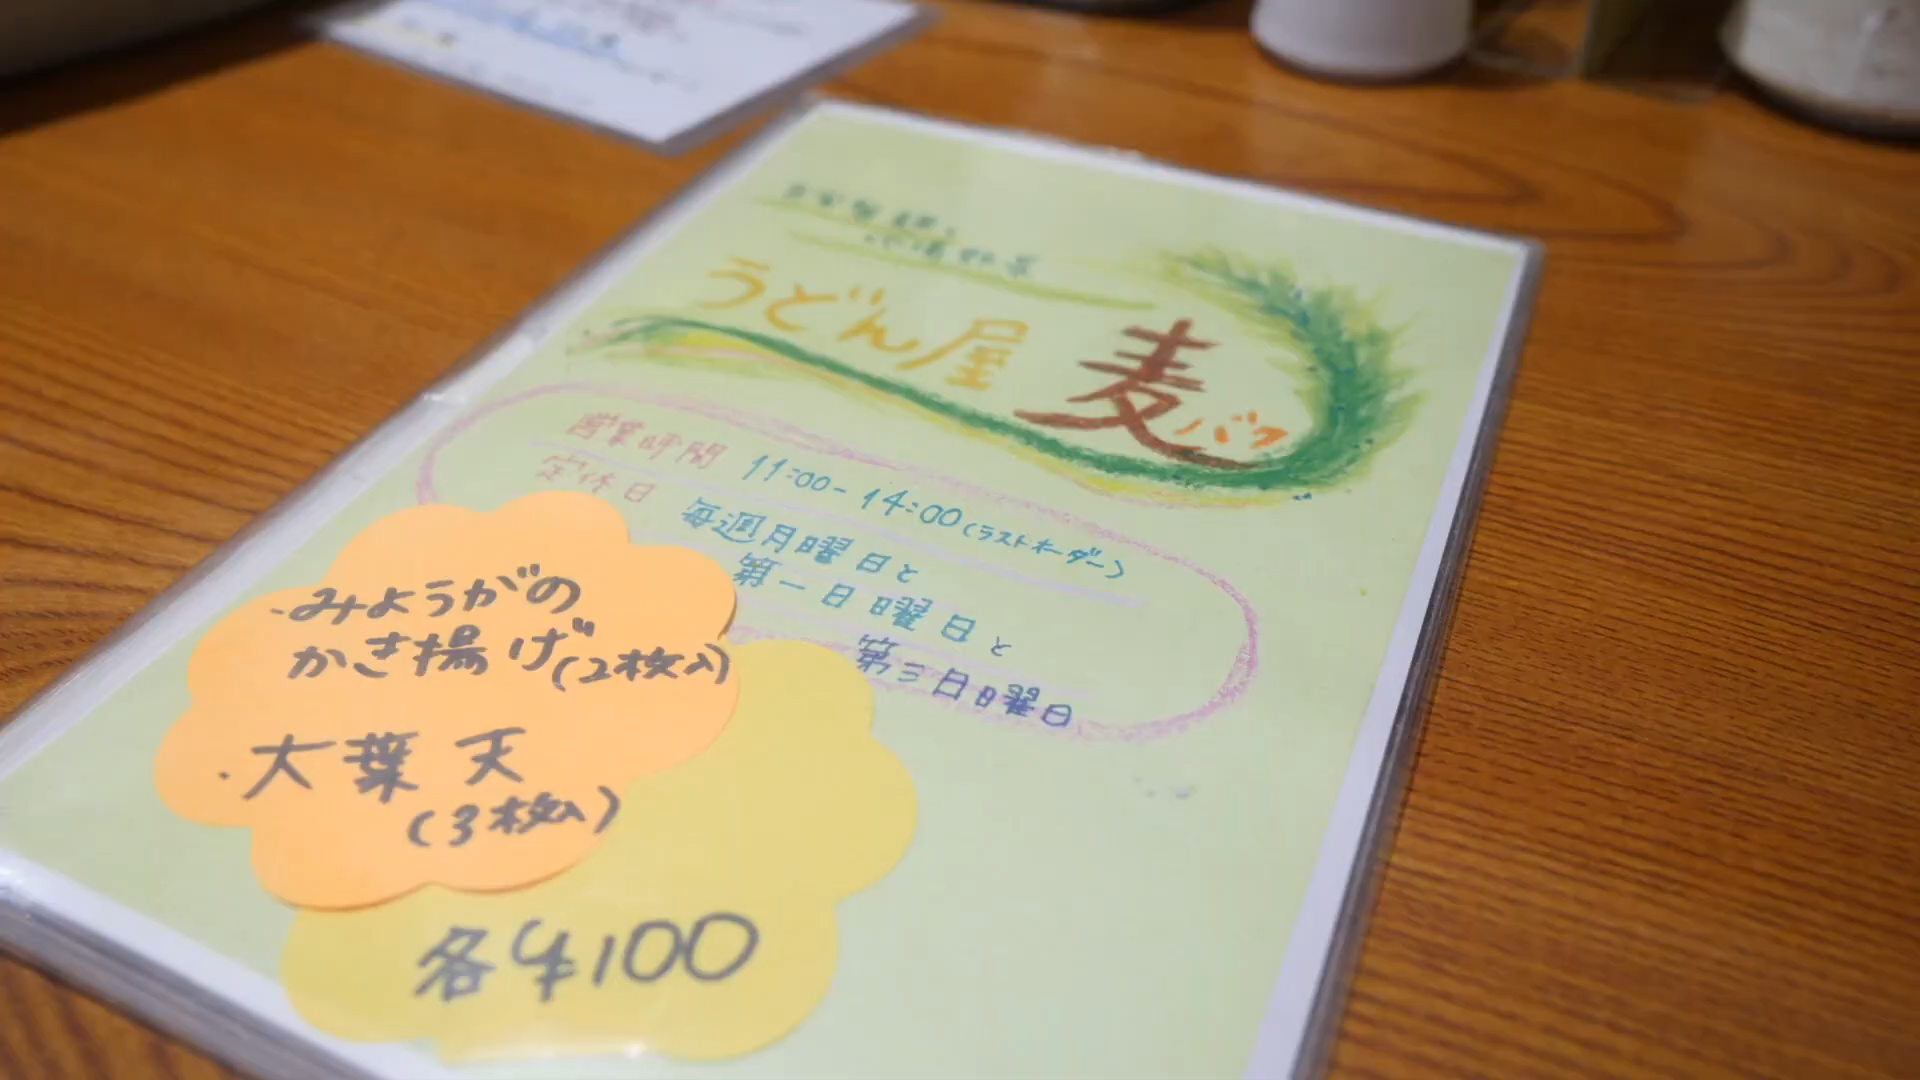 うどん屋 麦バク
営業時間 11:00-14:00(ラストオーダー)
定休日 毎週月曜日と
第一日曜日と
第三日曜日
・みょうがの
かき揚げ(2枚入)
・大葉天
(3枚入)
各¥100